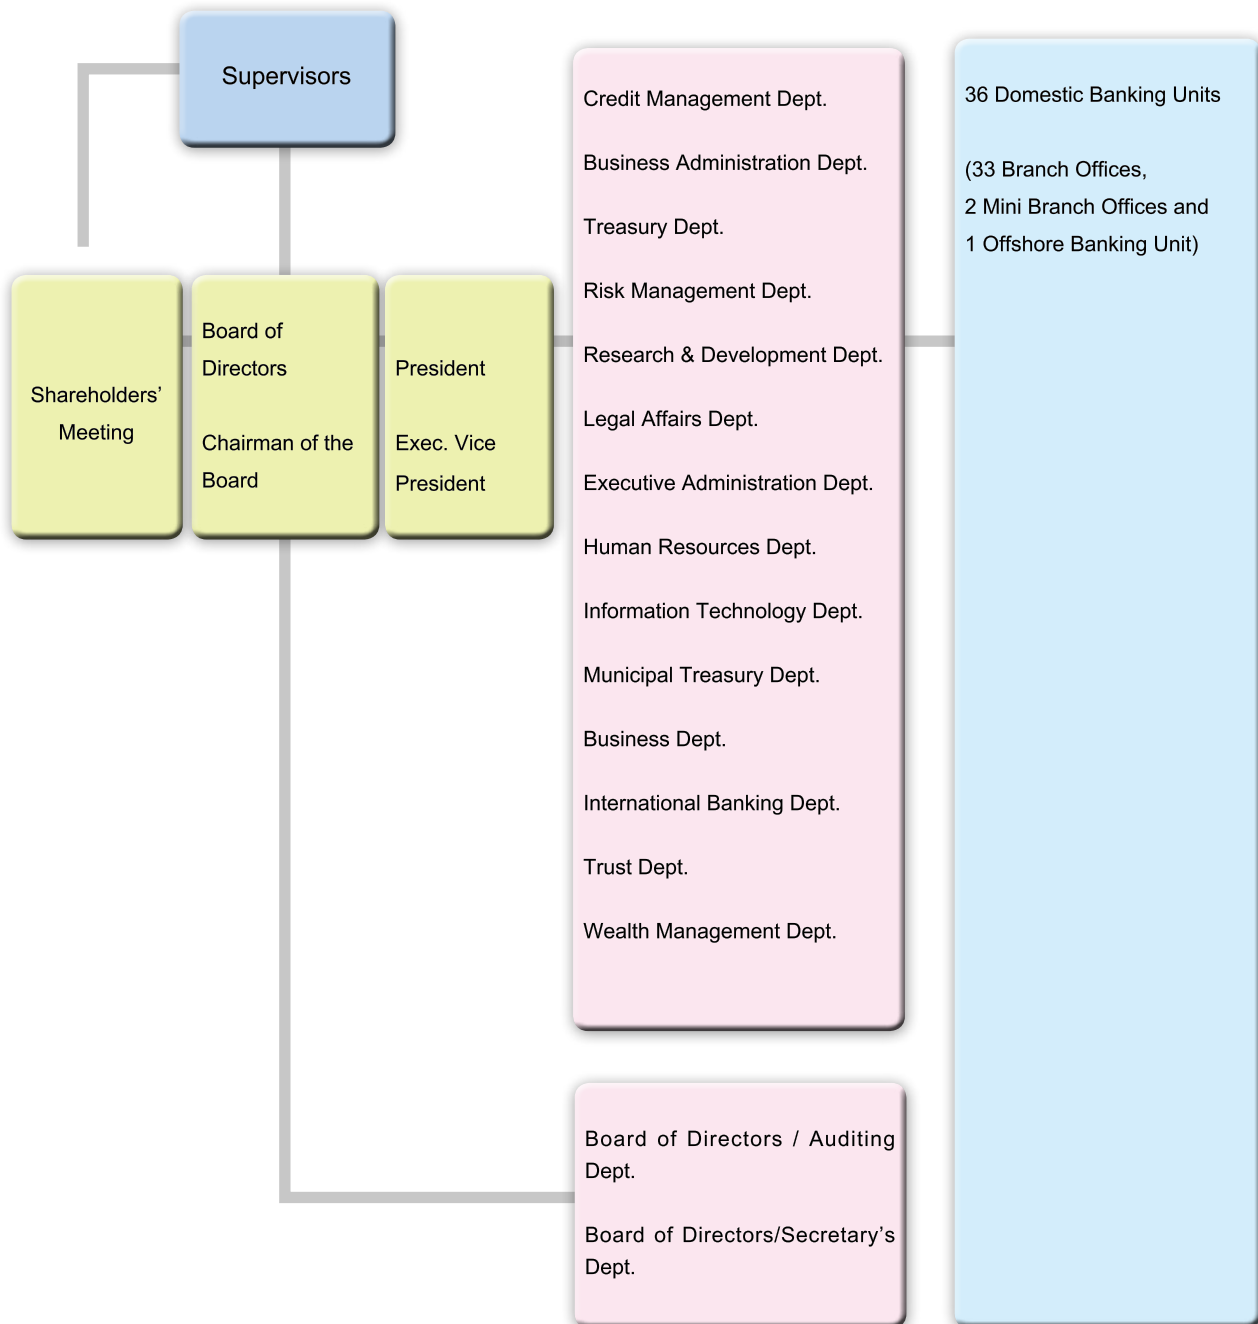 Supervisors
Shareholders’
Meeting
Board of
Directors
Chairman of the
Board
President
Exec. Vice
President
Credit Management Dept.
Business Administration Dept.
Treasury Dept.
Risk Management Dept.
Research & Development Dept.
Legal Affairs Dept.
Executive Administration Dept.
Human Resources Dept.
Information Technology Dept.
Municipal Treasury Dept.
Business Dept.
International Banking Dept.
Trust Dept.
Wealth Management Dept.
Board of Directors / Auditing
Dept.
Board of Directors/Secretary’s
Dept.
36 Domestic Banking Units
(33 Branch Offices,
2 Mini Branch Offices and
1 Offshore Banking Unit)